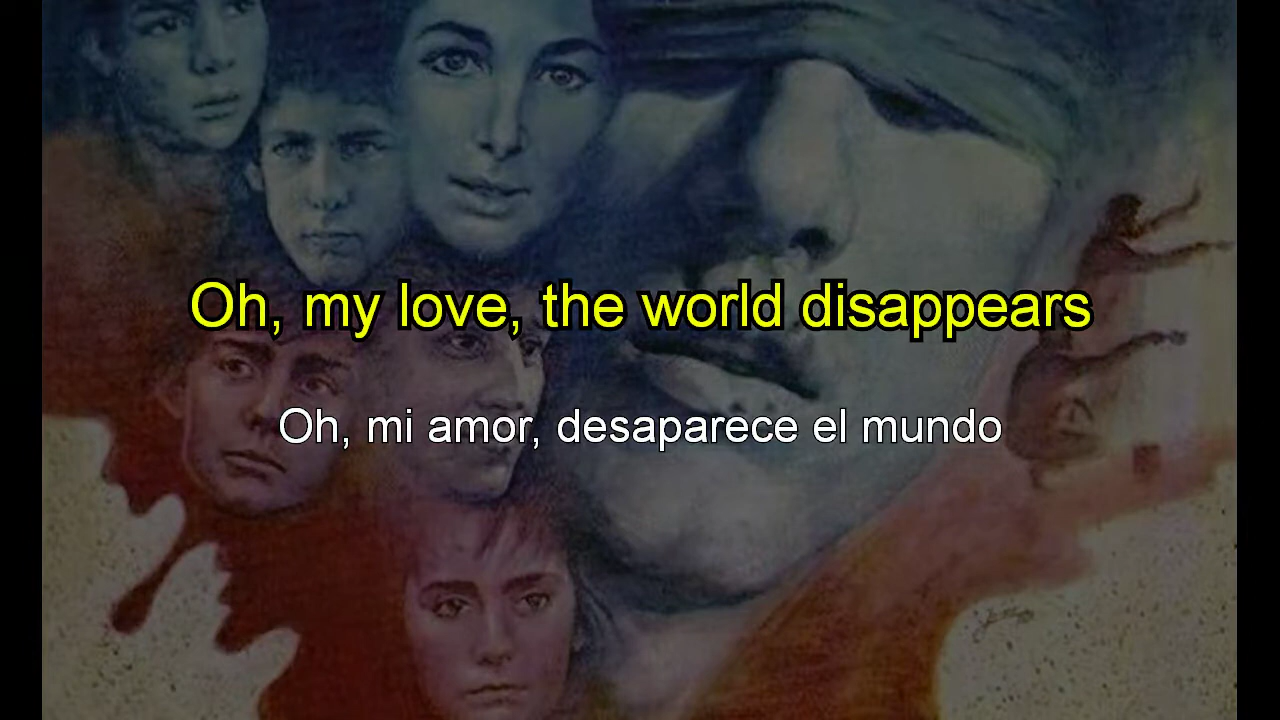 Oh, my love, the world disappears
Oh, mi amor, desaparece el mundo